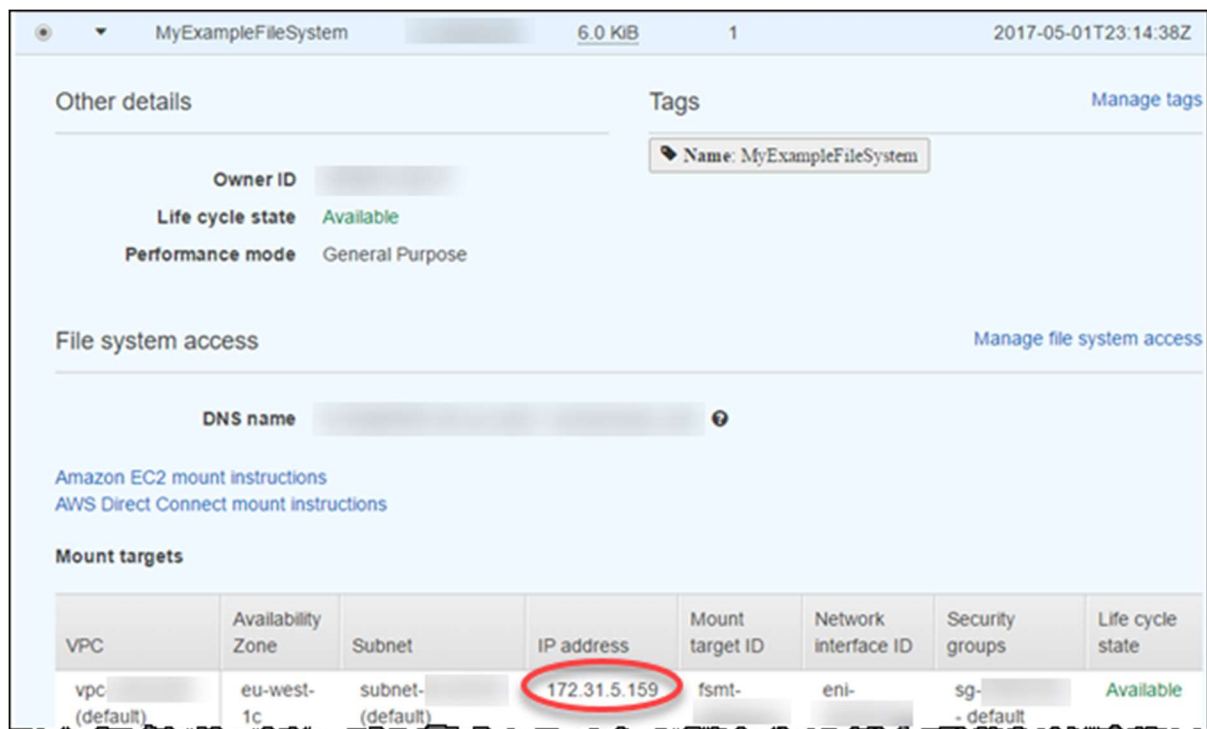 MyExampleFileSystem 6.0 KiB 1 2017-05-01T23:14:38Z
Other details
Tags
Manage tags
Name: MyExampleFileSystem
Owner ID
Life cycle state Available
Performance mode General Purpose
File system access
Manage file system access
DNS name
Amazon EC2 mount instructions
AWS Direct Connect mount instructions
Mount targets
VPC
Availability
Zone
Subnet
IP address
Mount
target ID
Network
interface ID
Security
groups
Life cycle
state
vpc-
(default)
eu-west-
1c
subnet-
(default)
172.31.5.159
fsmt-
eni-
sg-
- default
Available